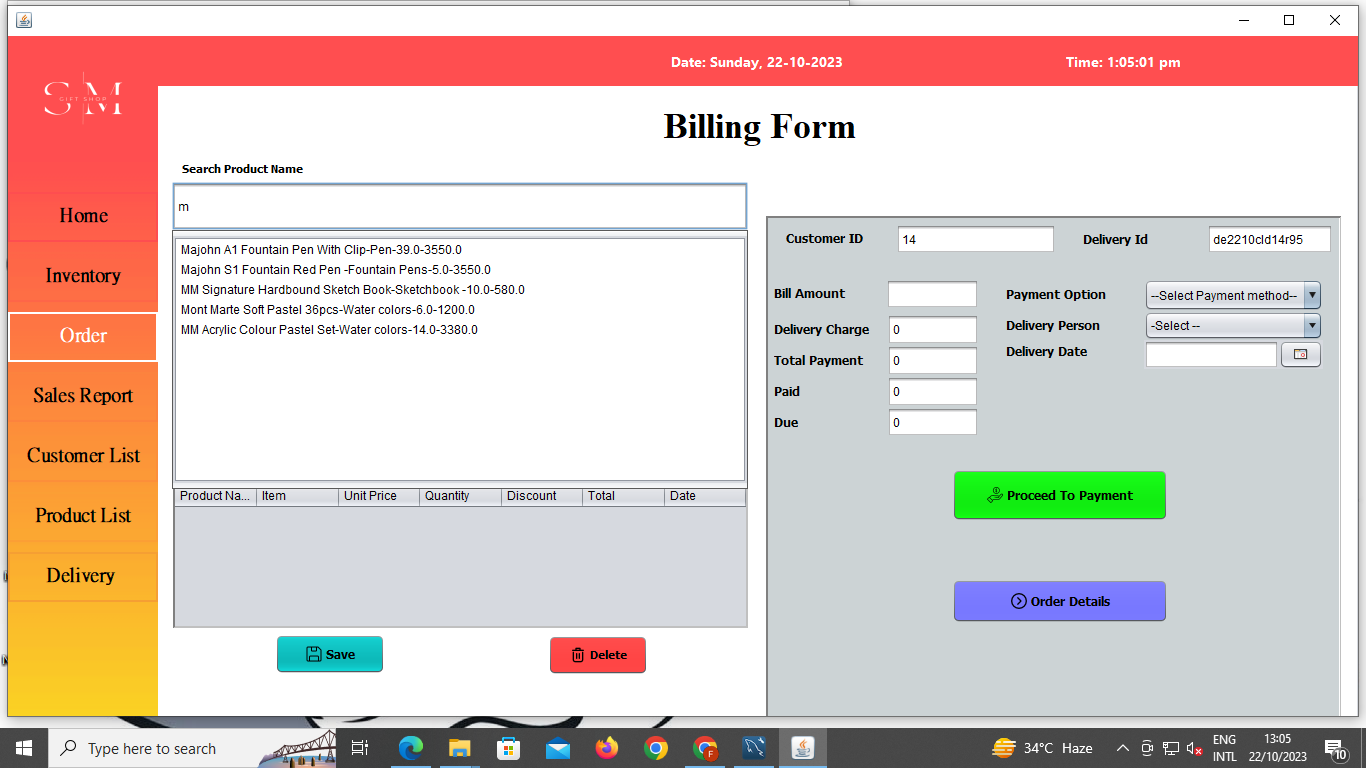 Date: Sunday, 22-10-2023
Time: 1:05:01 pm
SM
GIFT SHOP
Billing Form
Search Product Name
m
Home
Inventory
Order
Sales Report
Customer List
Product List
Delivery
Majohn A1 Fountain Pen With Clip-Pen-39.0-3550.0
Majohn S1 Fountain Red Pen -Fountain Pens-5.0-3550.0
MM Signature Hardbound Sketch Book-Sketchbook -10.0-580.0
Mont Marte Soft Pastel 36pcs-Water colors-6.0-1200.0
MM Acrylic Colour Pastel Set-Water colors-14.0-3380.0
Product Na... Item Unit Price Quantity Discount Total Date
Save
Delete
Customer ID 14 Delivery Id de2210cld14r95
Bill Amount Payment Option --Select Payment method--
Delivery Charge 0 Delivery Person -Select --
Total Payment 0 Delivery Date
Paid 0
Due 0
Proceed To Payment
Order Details
Type here to search
34°C Haze
ENG
INTL
13:05
22/10/2023
10